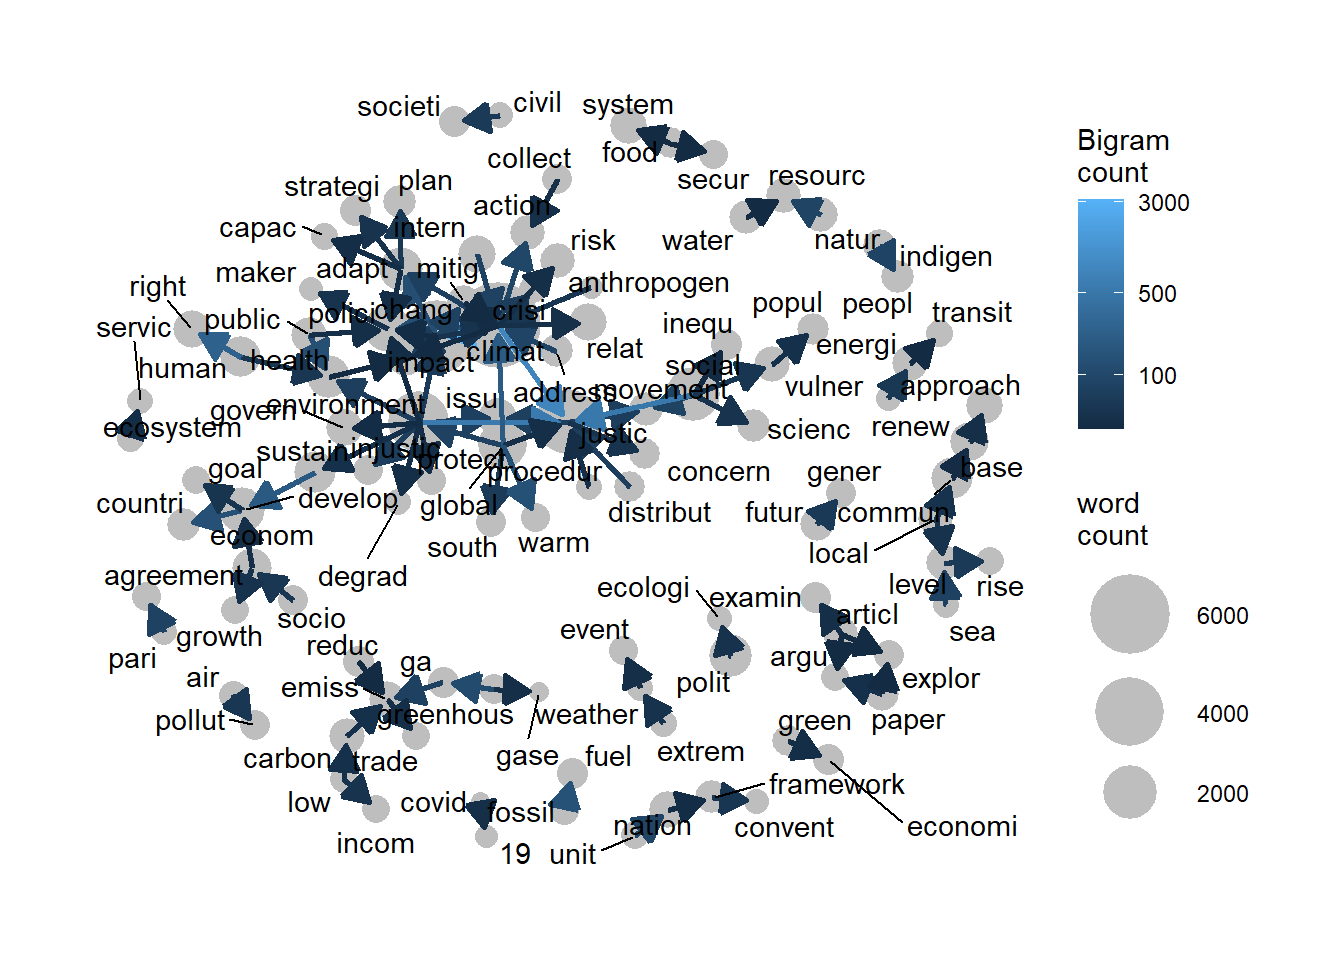 societi
civil
system
food
secur
collect
resourc
strategi
plan
action
capac
intern
risk
water
natur
indigen
maker
adapt
mitig
anthropogen
right
popul
peopl
transit
servic
public
polici
chang
crisi
inequ
energi
human
health
impact
climat
relat
social
vulner
approach
govern
environment
issu
address
movement
ecosystem
scienc
renew
sustain
injustic
justic
goal
protect
procedur
concern
gener
base
countri
develop
global
distribut
futur
commun
econom
south
warm
local
agreement
degrad
level
rise
ecologi
examin
articl
growth
socio
event
sea
pari
reduc
ga
argu
air
emiss
polit
explor
pollut
greenhous
weather
green
paper
carbon
trade
gase
fuel
extrem
low
covid
fossil
framework
nation
convent
economi
incom
19
unit
Bigram
count
3000
500
100
word
count
6000
4000
2000